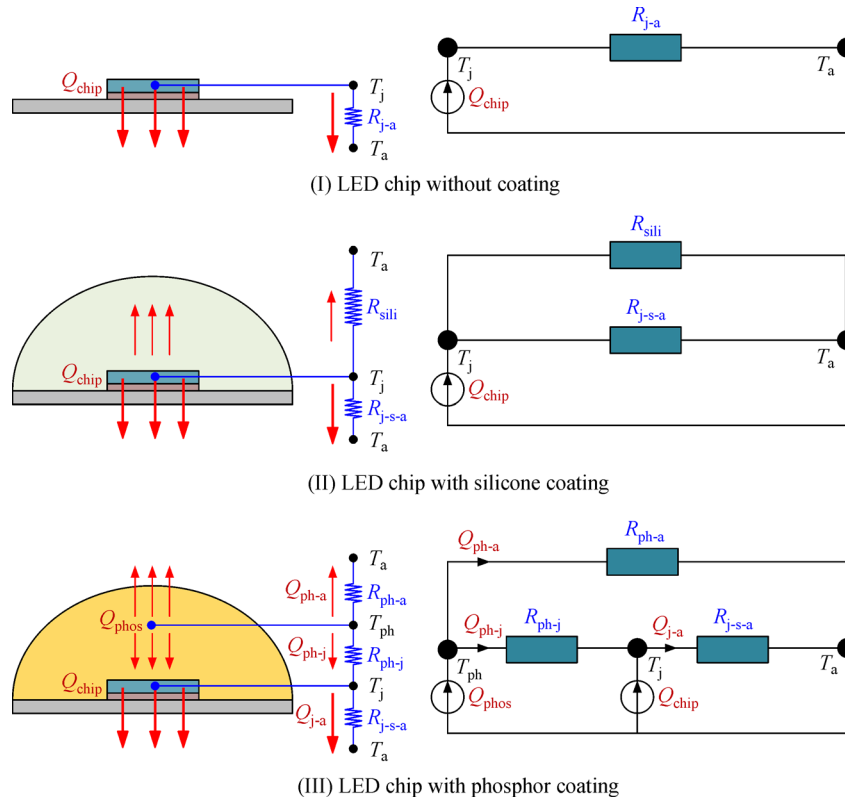 Q_chip
T_j
R_j-a
T_a
R_j-a
T_j
T_a
Q_chip
(I) LED chip without coating
T_a
R_sili
Q_chip
T_j
R_j-s-a
T_a
R_sili
R_j-s-a
T_j
T_a
Q_chip
(II) LED chip with silicone coating
T_a
Q_ph-a
R_ph-a
Q_phos
T_ph
Q_ph-j
R_ph-j
Q_chip
T_j
Q_j-a
R_j-s-a
T_a
R_ph-a
Q_ph-a
Q_ph-j
R_ph-j
Q_j-a
R_j-s-a
T_ph
T_j
T_a
Q_phos
Q_chip
(III) LED chip with phosphor coating